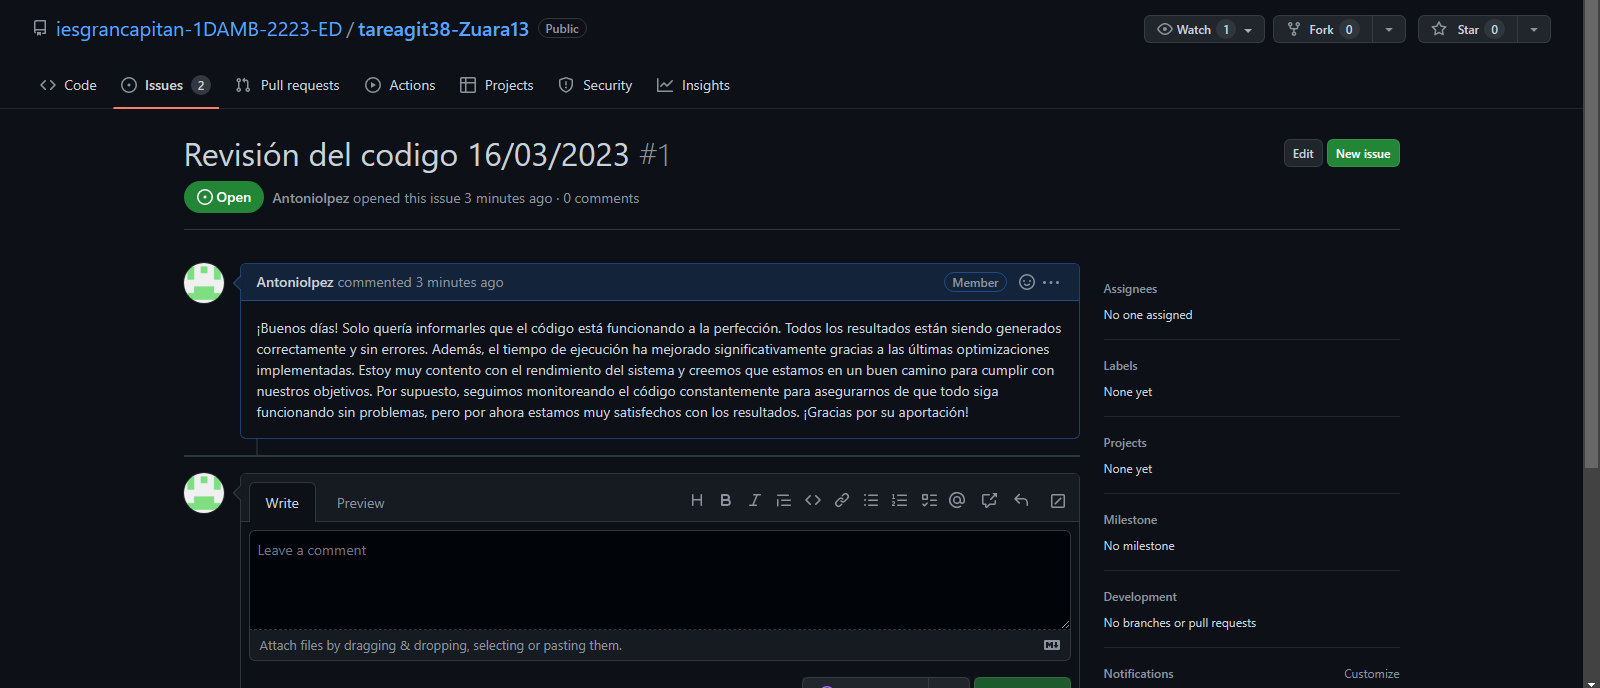 iesgrancapitan-1DAMB-2223-ED / tareagit38-Zuara13 Public
Watch 1 Fork 0 Star 0
Code Issues 2 Pull requests Actions Projects Security Insights
Revisión del codigo 16/03/2023 #1
Edit New issue
Open Antoniolpez opened this issue 3 minutes ago · 0 comments
Antoniolpez commented 3 minutes ago Member
¡Buenos días! Solo quería informarles que el código está funcionando a la perfección. Todos los resultados están siendo generados
correctamente y sin errores. Además, el tiempo de ejecución ha mejorado significativamente gracias a las últimas optimizaciones
implementadas. Estoy muy contento con el rendimiento del sistema y creemos que estamos en un buen camino para cumplir con
nuestros objetivos. Por supuesto, seguimos monitoreando el código constantemente para asegurarnos de que todo siga
funcionando sin problemas, pero por ahora estamos muy satisfechos con los resultados. ¡Gracias por su aportación!
Write Preview
Leave a comment
Attach files by dragging & dropping, selecting or pasting them.
Assignees
No one assigned
Labels
None yet
Projects
None yet
Milestone
No milestone
Development
No branches or pull requests
Notifications Customize